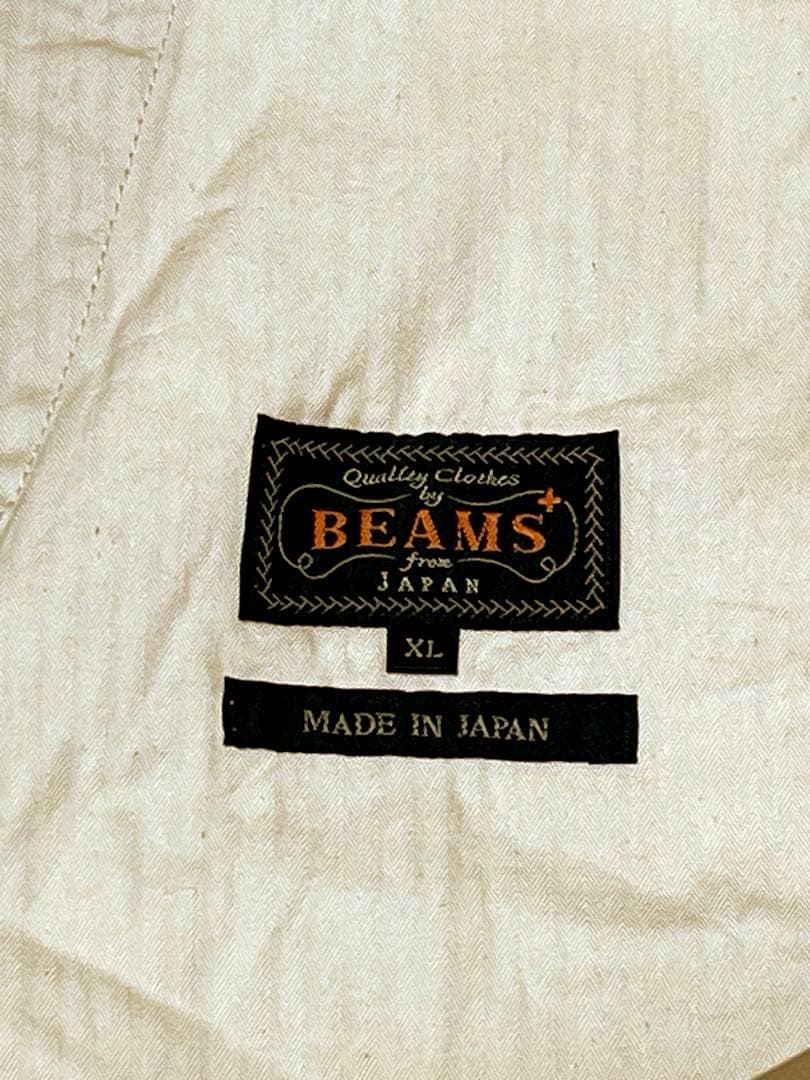 Quality Clothes
by
BEAMS+
from
JAPAN
XL
MADE IN JAPAN